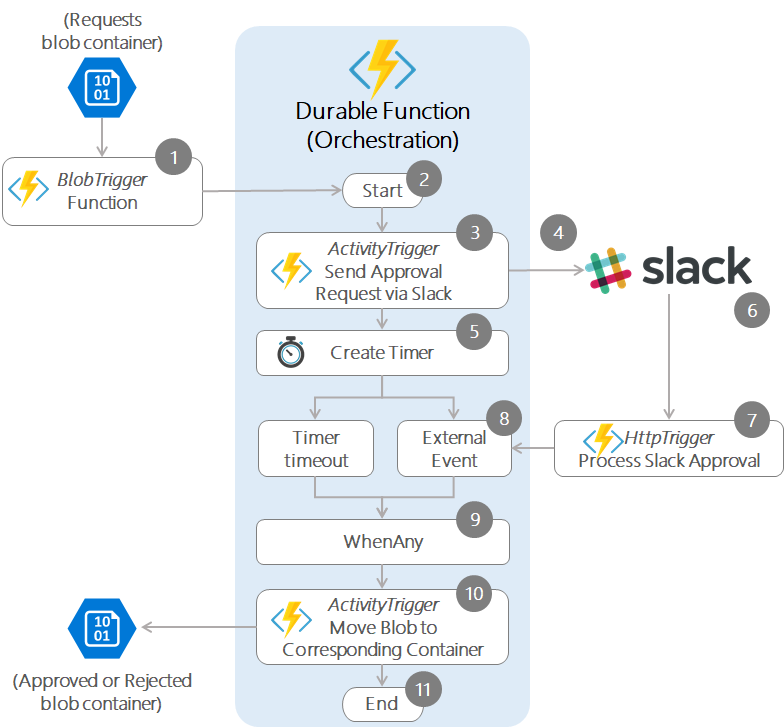 (Requests
blob container)
10
01
Durable Function
(Orchestration)
1
BlobTrigger
Function
2
Start
3
ActivityTrigger
Send Approval
Request via Slack
4
slack
5
Create Timer
6
Timer
timeout
8
External
Event
7
HttpTrigger
Process Slack Approval
9
WhenAny
10
ActivityTrigger
Move Blob to
Corresponding Container
10
01
(Approved or Rejected
blob container)
11
End